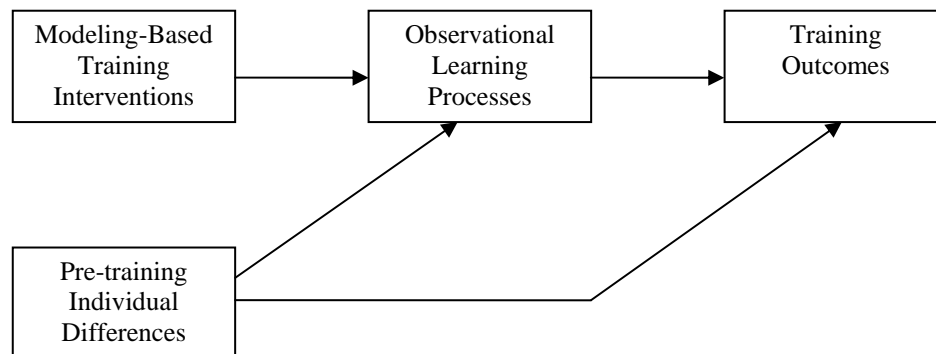 Modeling-Based
Training
Interventions
Observational
Learning
Processes
Training
Outcomes
Pre-training
Individual
Differences